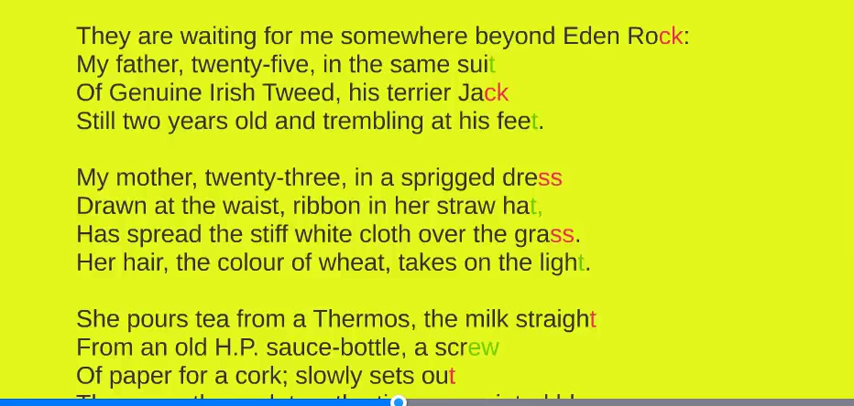 They are waiting for me somewhere beyond Eden Rock:
My father, twenty-five, in the same suit
Of Genuine Irish Tweed, his terrier Jack
Still two years old and trembling at his feet.
My mother, twenty-three, in a sprigged dress
Drawn at the waist, ribbon in her straw hat,
Has spread the stiff white cloth over the grass.
Her hair, the colour of wheat, takes on the light.
She pours tea from a Thermos, the milk straight
From an old H.P. sauce-bottle, a screw
Of paper for a cork; slowly sets out